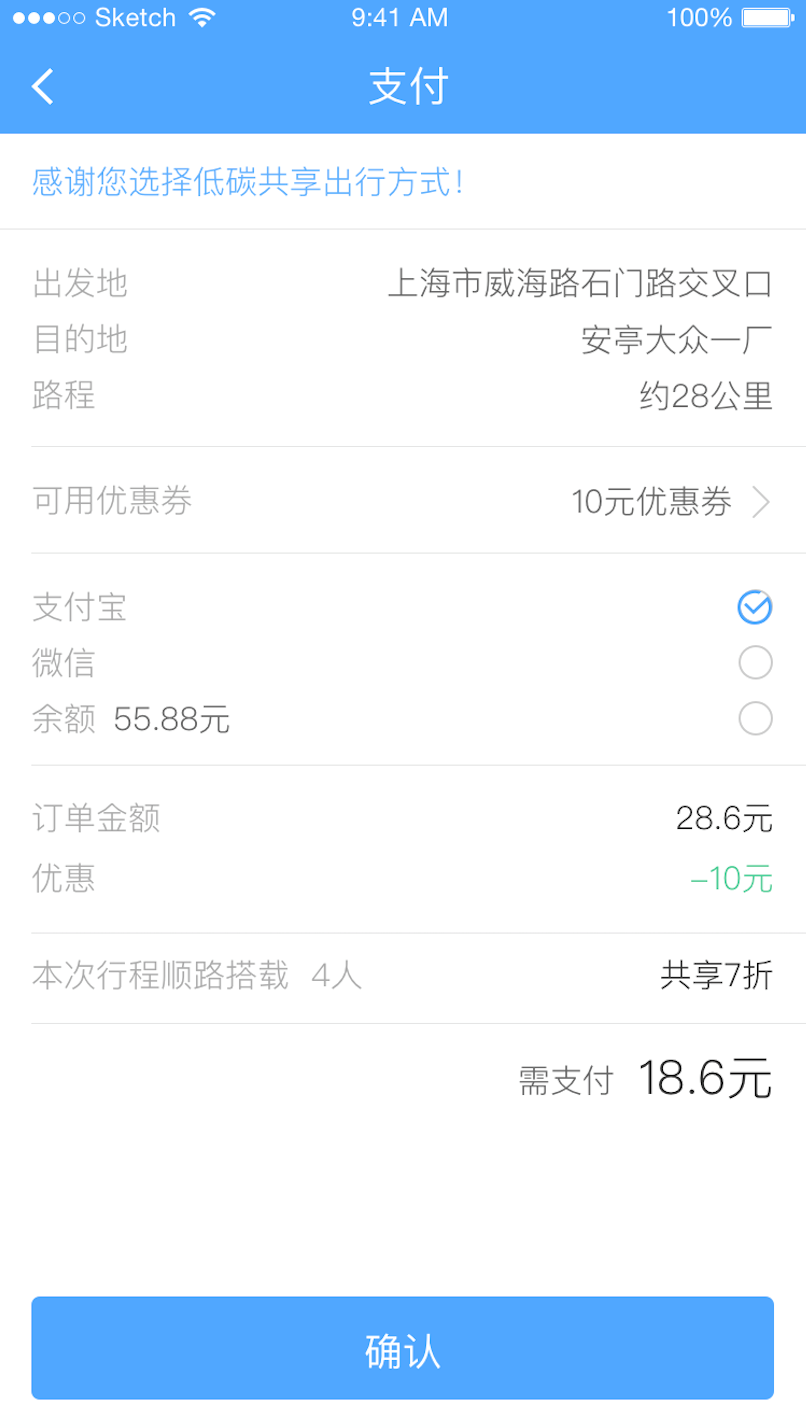 Sketch 9:41 AM 100%
支付
感谢您选择低碳共享出行方式!
出发地 上海市威海路石门路交叉口
目的地 安亭大众一厂
路程 约28公里
可用优惠券 10元优惠券
支付宝
微信
余额 55.88元
订单金额 28.6元
优惠 –10元
本次行程顺路搭载 4人 共享7折
需支付 18.6元
确认